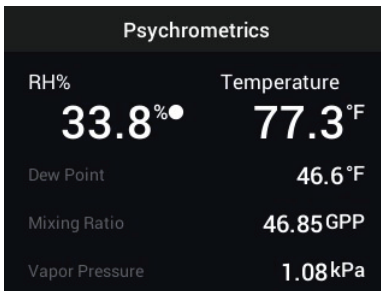 Psychrometrics
RH% Temperature
33.8% 77.3°F
Dew Point 46.6°F
Mixing Ratio 46.85GPP
Vapor Pressure 1.08kPa